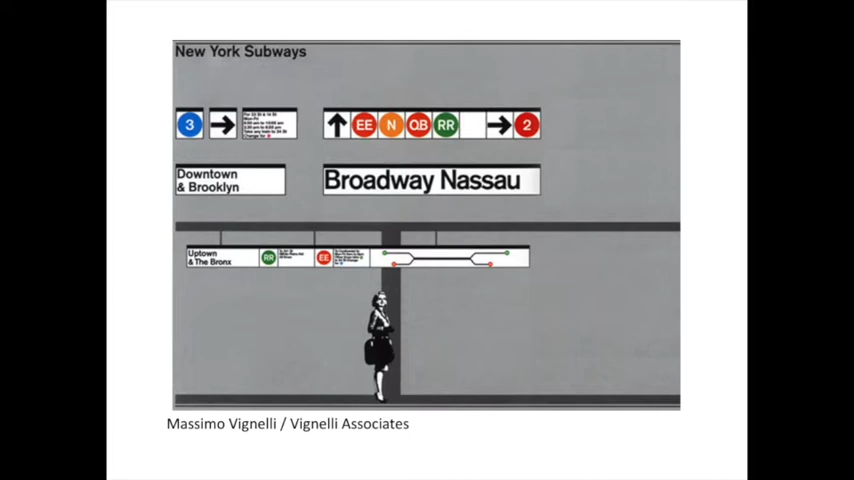 New York Subways
3
EE N QB RR 2
Downtown
& Brooklyn
Broadway Nassau
Uptown
& The Bronx
RR
EE
Massimo Vignelli / Vignelli Associates